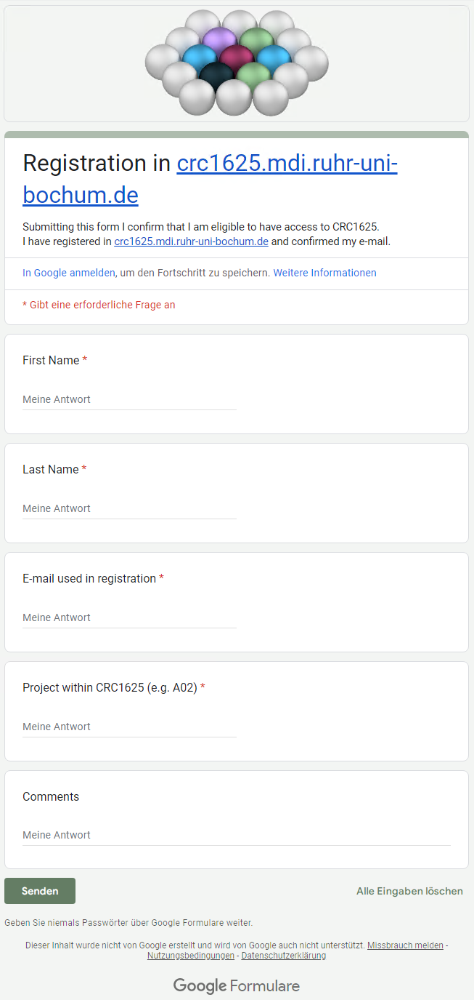 Registration in crc1625.mdi.ruhr-uni-
bochum.de
Submitting this form I confirm that I am eligible to have access to CRC1625.
I have registered in crc1625.mdi.ruhr-uni-bochum.de and confirmed my e-mail.
In Google anmelden, um den Fortschritt zu speichern. Weitere Informationen
* Gibt eine erforderliche Frage an
First Name *
Meine Antwort
Last Name *
Meine Antwort
E-mail used in registration *
Meine Antwort
Project within CRC1625 (e.g. A02) *
Meine Antwort
Comments
Meine Antwort
Senden Alle Eingaben löschen
Geben Sie niemals Passwörter über Google Formulare weiter.
Dieser Inhalt wurde nicht von Google erstellt und wird von Google auch nicht unterstützt. Missbrauch melden -
Nutzungsbedingungen - Datenschutzerklärung
Google Formulare